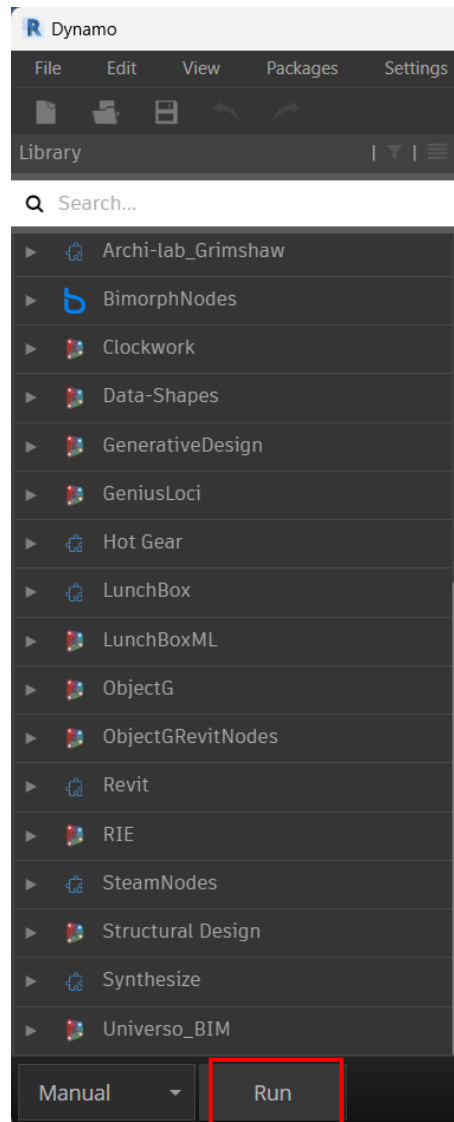 R Dynamo
File Edit View Packages Settings
Library
Search...
Archi-lab_Grimshaw
BimorphNodes
Clockwork
Data-Shapes
GenerativeDesign
GeniusLoci
Hot Gear
LunchBox
LunchBoxML
ObjectG
ObjectGRevitNodes
Revit
RIE
SteamNodes
Structural Design
Synthesize
Universo_BIM
Manual Run